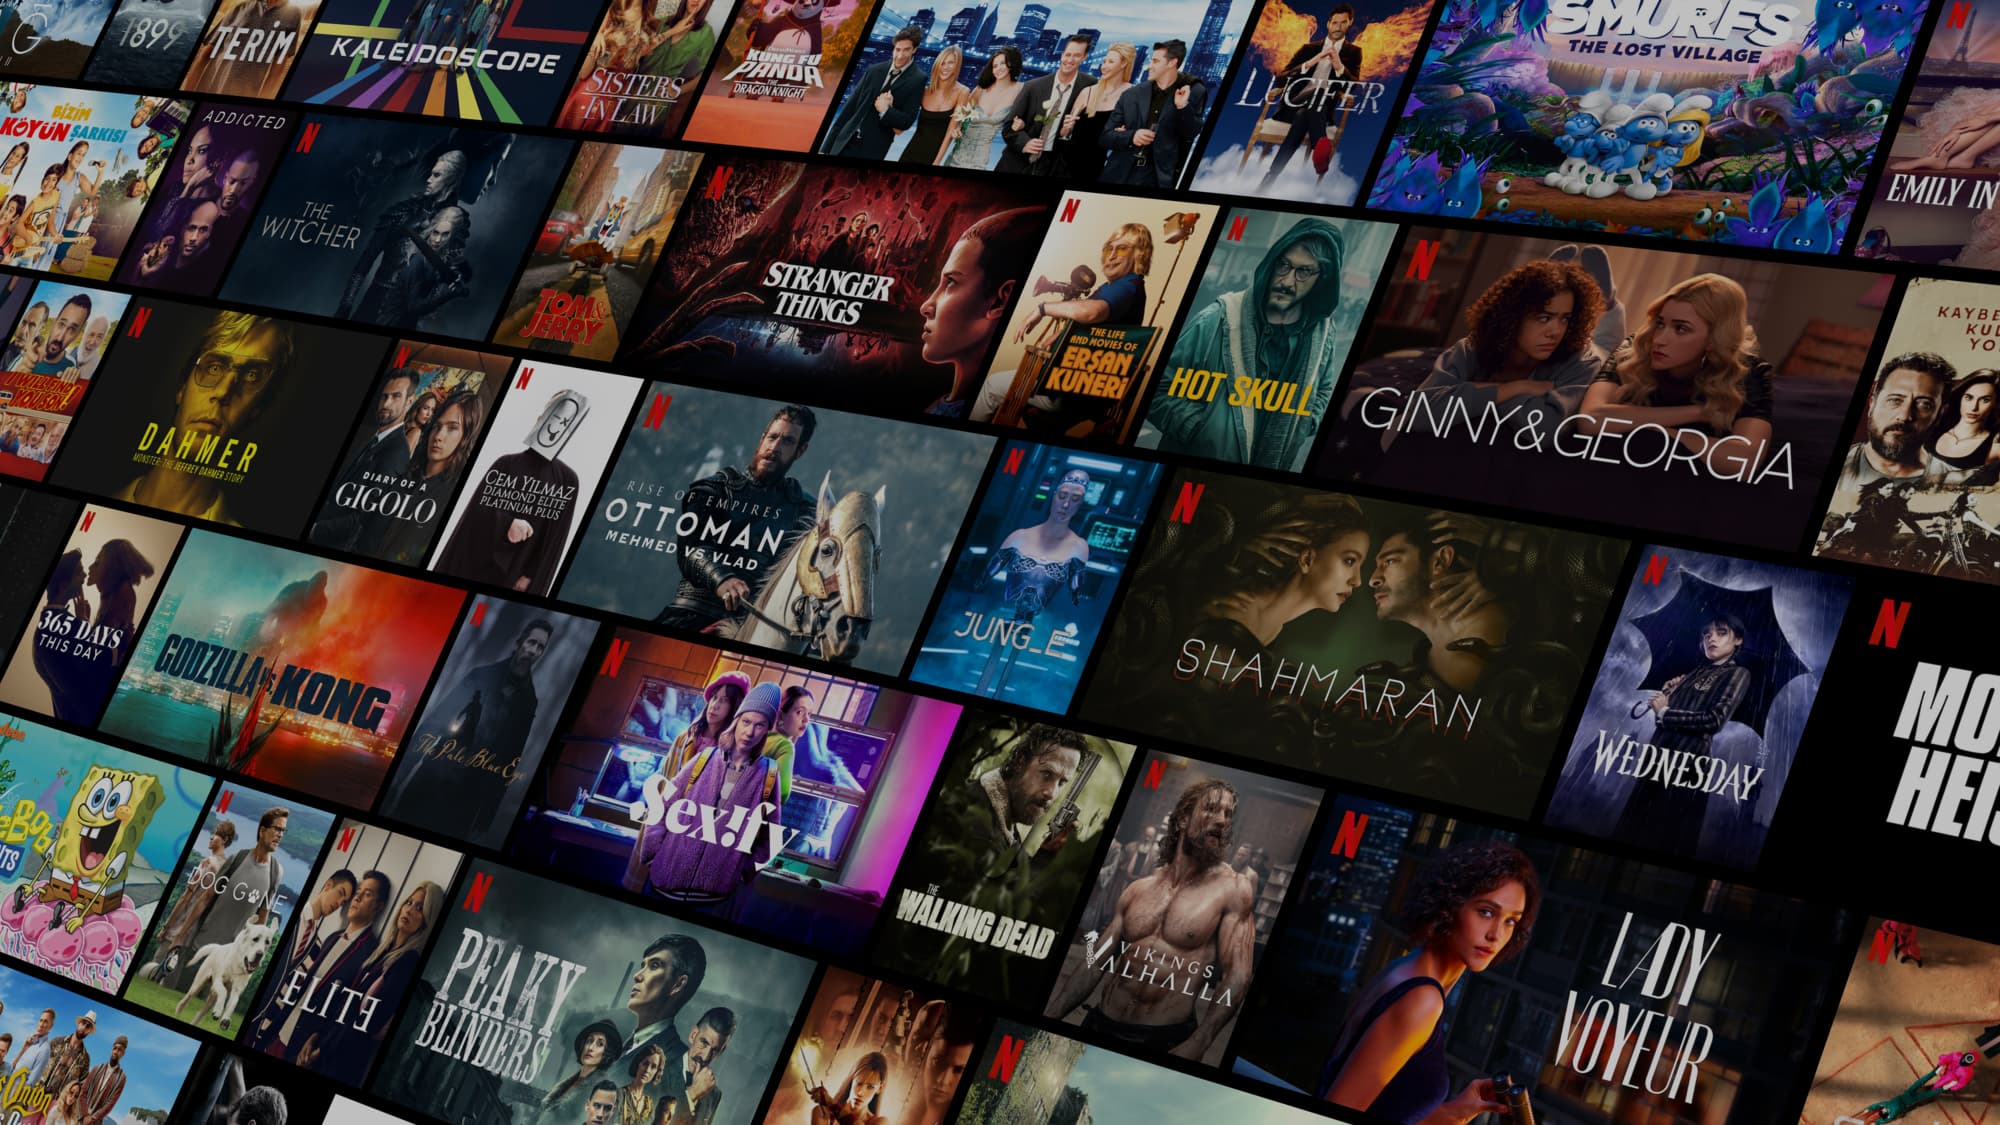 1899
TERİM
KALEIDOSCOPE
SISTERS
IN LAW
KUNG FU
PANDA
THE
DRAGON KNIGHT
LUCIFER
SMURFS
THE LOST VILLAGE
N
EMILY IN
BİZİM
KÖYÜN ŞARKISI
ADDICTED
N
THE
WITCHER
TOM &
JERRY
N
STRANGER
THINGS
N
THE LIFE
AND MOVIES OF
ERŞAN
KUNERİ
N
HOT SKULL
N
GINNY & GEORGIA
KAYBE
KUL
YO
N
DAHMER
MONSTER: THE JEFFREY DAHMER STORY
N
DIARY OF A
GIGOLO
N
CEM YILMAZ
DIAMOND ELITE
PLATINUM PLUS
N
RISE OF EMPIRES
OTTOMAN
MEHMED VS VLAD
N
JUNG_E
N
SHAHMARAN
N
WEDNESDAY
N
MO
HEIS
N
365 DAYS
THIS DAY
GODZILLA VS. KONG
N
The Pale Blue Eye
N
Sex!fy
THE
WALKING DEAD
N
VIKINGS
VALHALLA
N
LADY
VOYEUR
N
N
DOG GONE
N
ELITE
N
PEAKY
BLINDERS
N
Onion